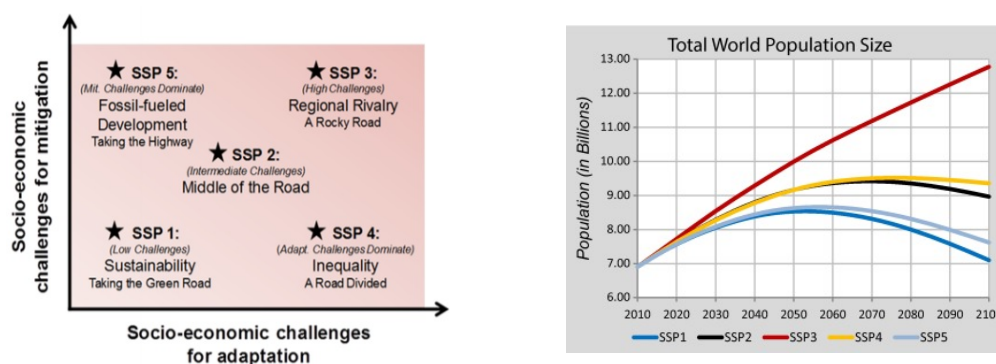 Socio-economic
challenges for mitigation
★ SSP 5:
(Mit. Challenges Dominate)
Fossil-fueled
Development
Taking the Highway
★ SSP 3:
(High Challenges)
Regional Rivalry
A Rocky Road
★ SSP 2:
(Intermediate Challenges)
Middle of the Road
★ SSP 1:
(Low Challenges)
Sustainability
Taking the Green Road
★ SSP 4:
(Adapt. Challenges Dominate)
Inequality
A Road Divided
Socio-economic challenges
for adaptation
Total World Population Size
Population (in Billions)
13.00
12.00
11.00
10.00
9.00
8.00
7.00
6.00
2010 2020 2030 2040 2050 2060 2070 2080 2090 210
SSP1 SSP2 SSP3 SSP4 SSP5